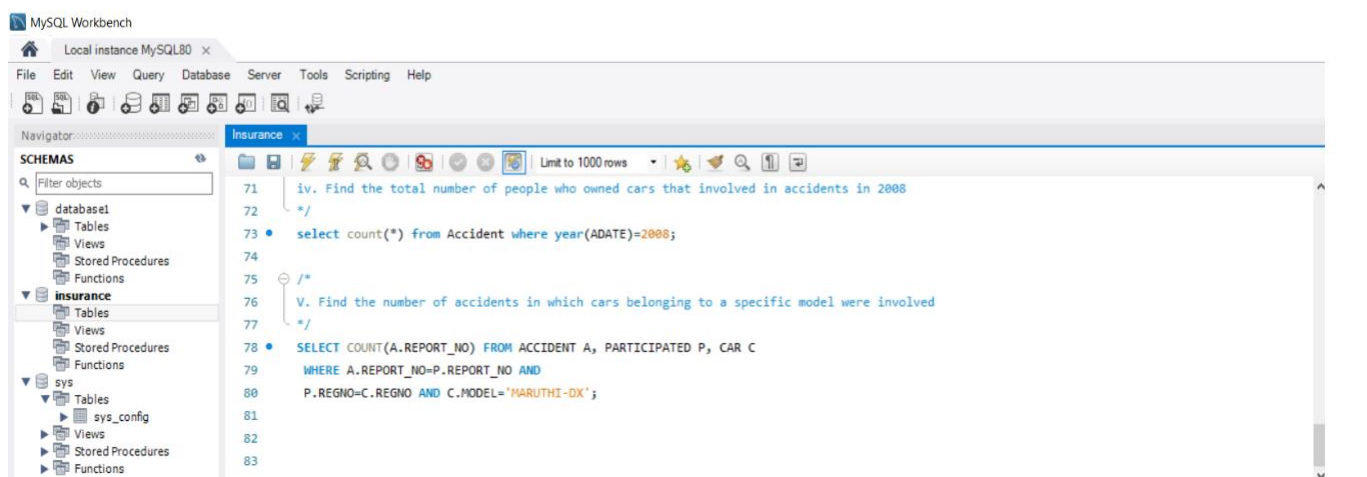 MySQL Workbench
Local instance MySQL80 ×
File Edit View Query Database Server Tools Scripting Help
Navigator
SCHEMAS
Filter objects
database1
Tables
Views
Stored Procedures
Functions
insurance
Tables
Views
Stored Procedures
Functions
sys
Tables
sys_config
Views
Stored Procedures
Functions
Insurance ×
Limit to 1000 rows
71 iv. Find the total number of people who owned cars that involved in accidents in 2008
72 */
73 select count(*) from Accident where year(ADATE)=2008;
74
75 /*
76 V. Find the number of accidents in which cars belonging to a specific model were involved
77 */
78 SELECT COUNT(A.REPORT_NO) FROM ACCIDENT A, PARTICIPATED P, CAR C
79 WHERE A.REPORT_NO=P.REPORT_NO AND
80 P.REGNO=C.REGNO AND C.MODEL='MARUTHI-DX';
81
82
83